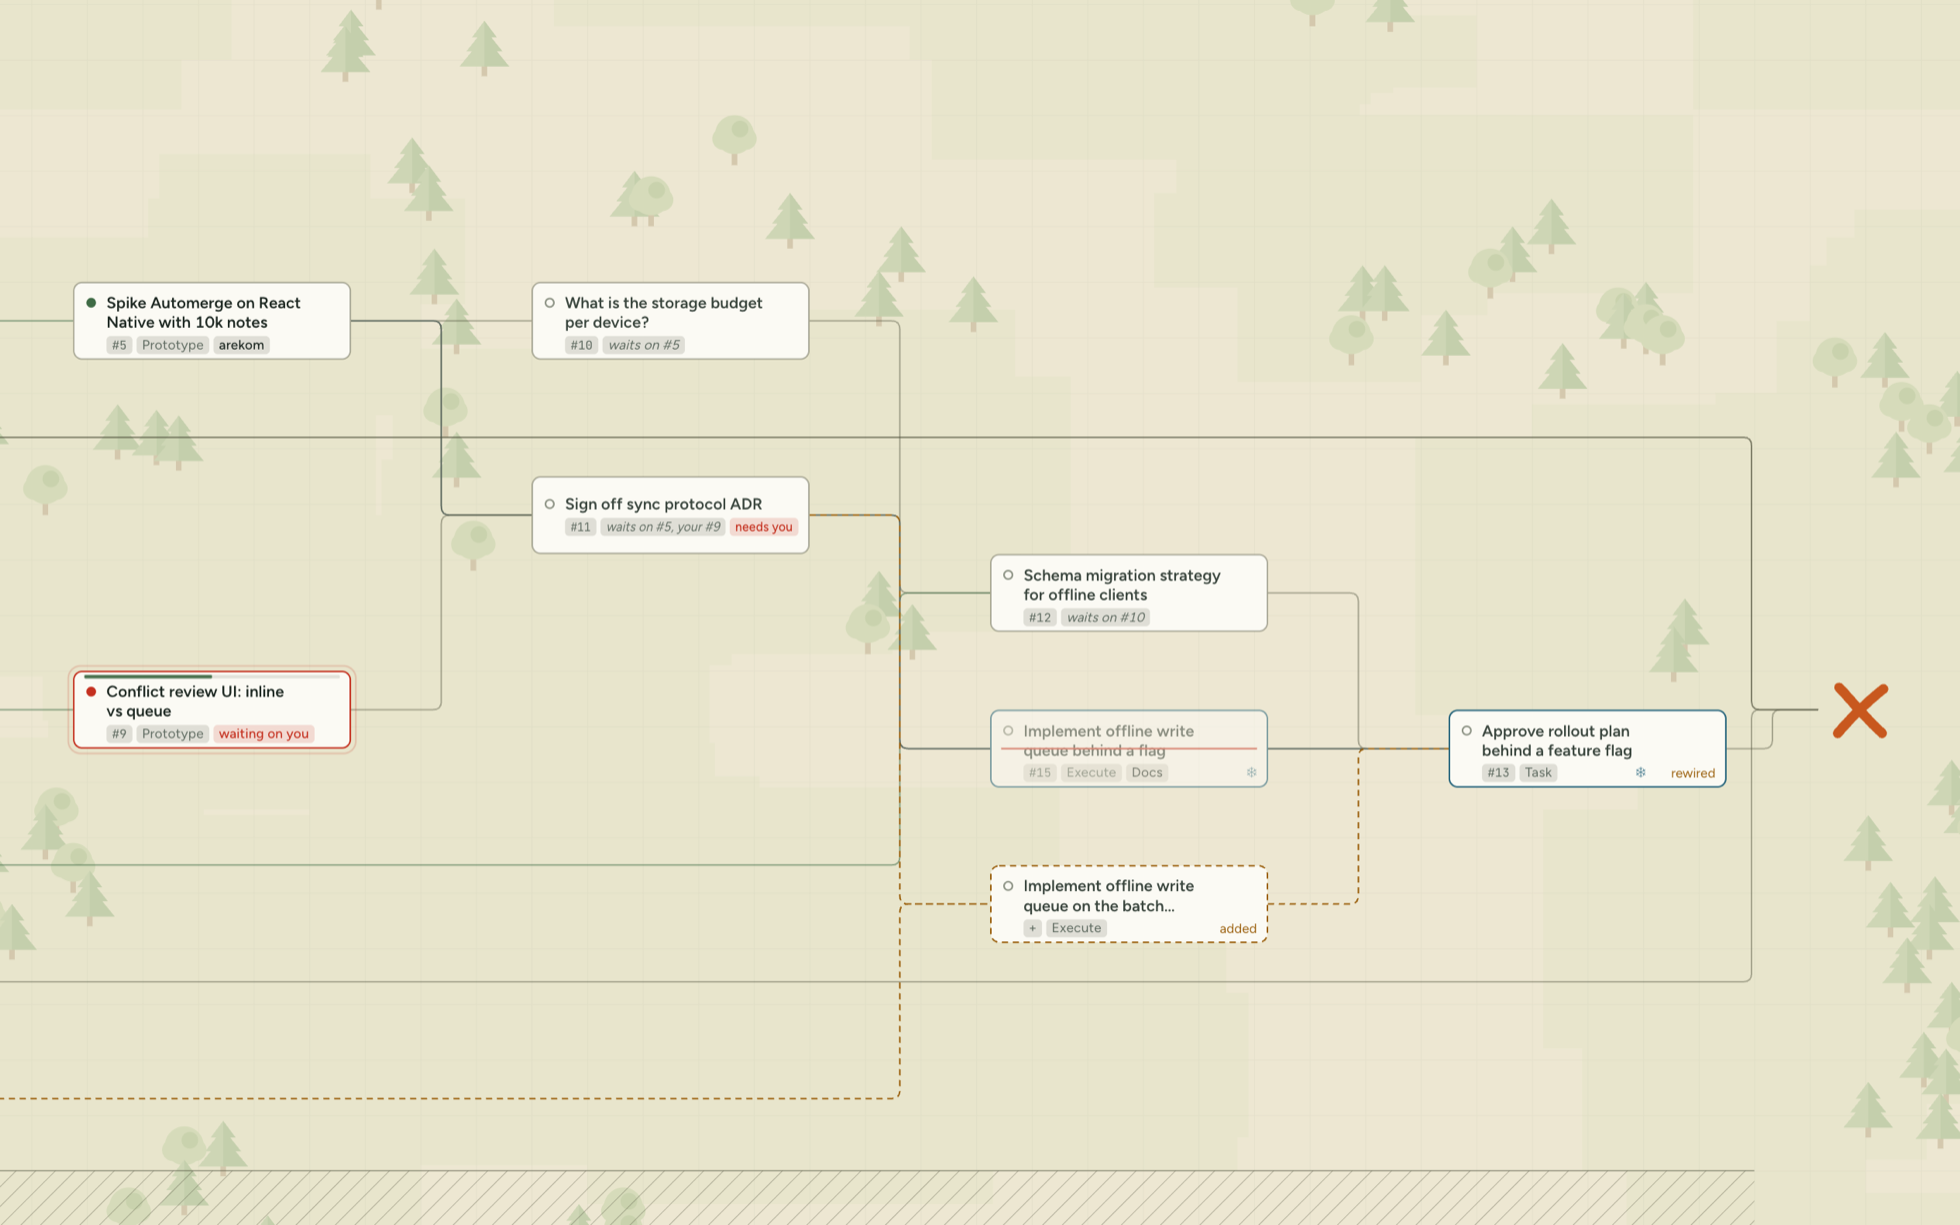 Spike Automerge on React
Native with 10k notes
#5 Prototype arekom
What is the storage budget
per device?
#10 waits on #5
Sign off sync protocol ADR
#11 waits on #5, your #9 needs you
Schema migration strategy
for offline clients
#12 waits on #10
Conflict review UI: inline
vs queue
#9 Prototype waiting on you
Implement offline write
queue behind a flag
#15 Execute Docs
Approve rollout plan
behind a feature flag
#13 Task rewired
Implement offline write
queue on the batch...
+ Execute added